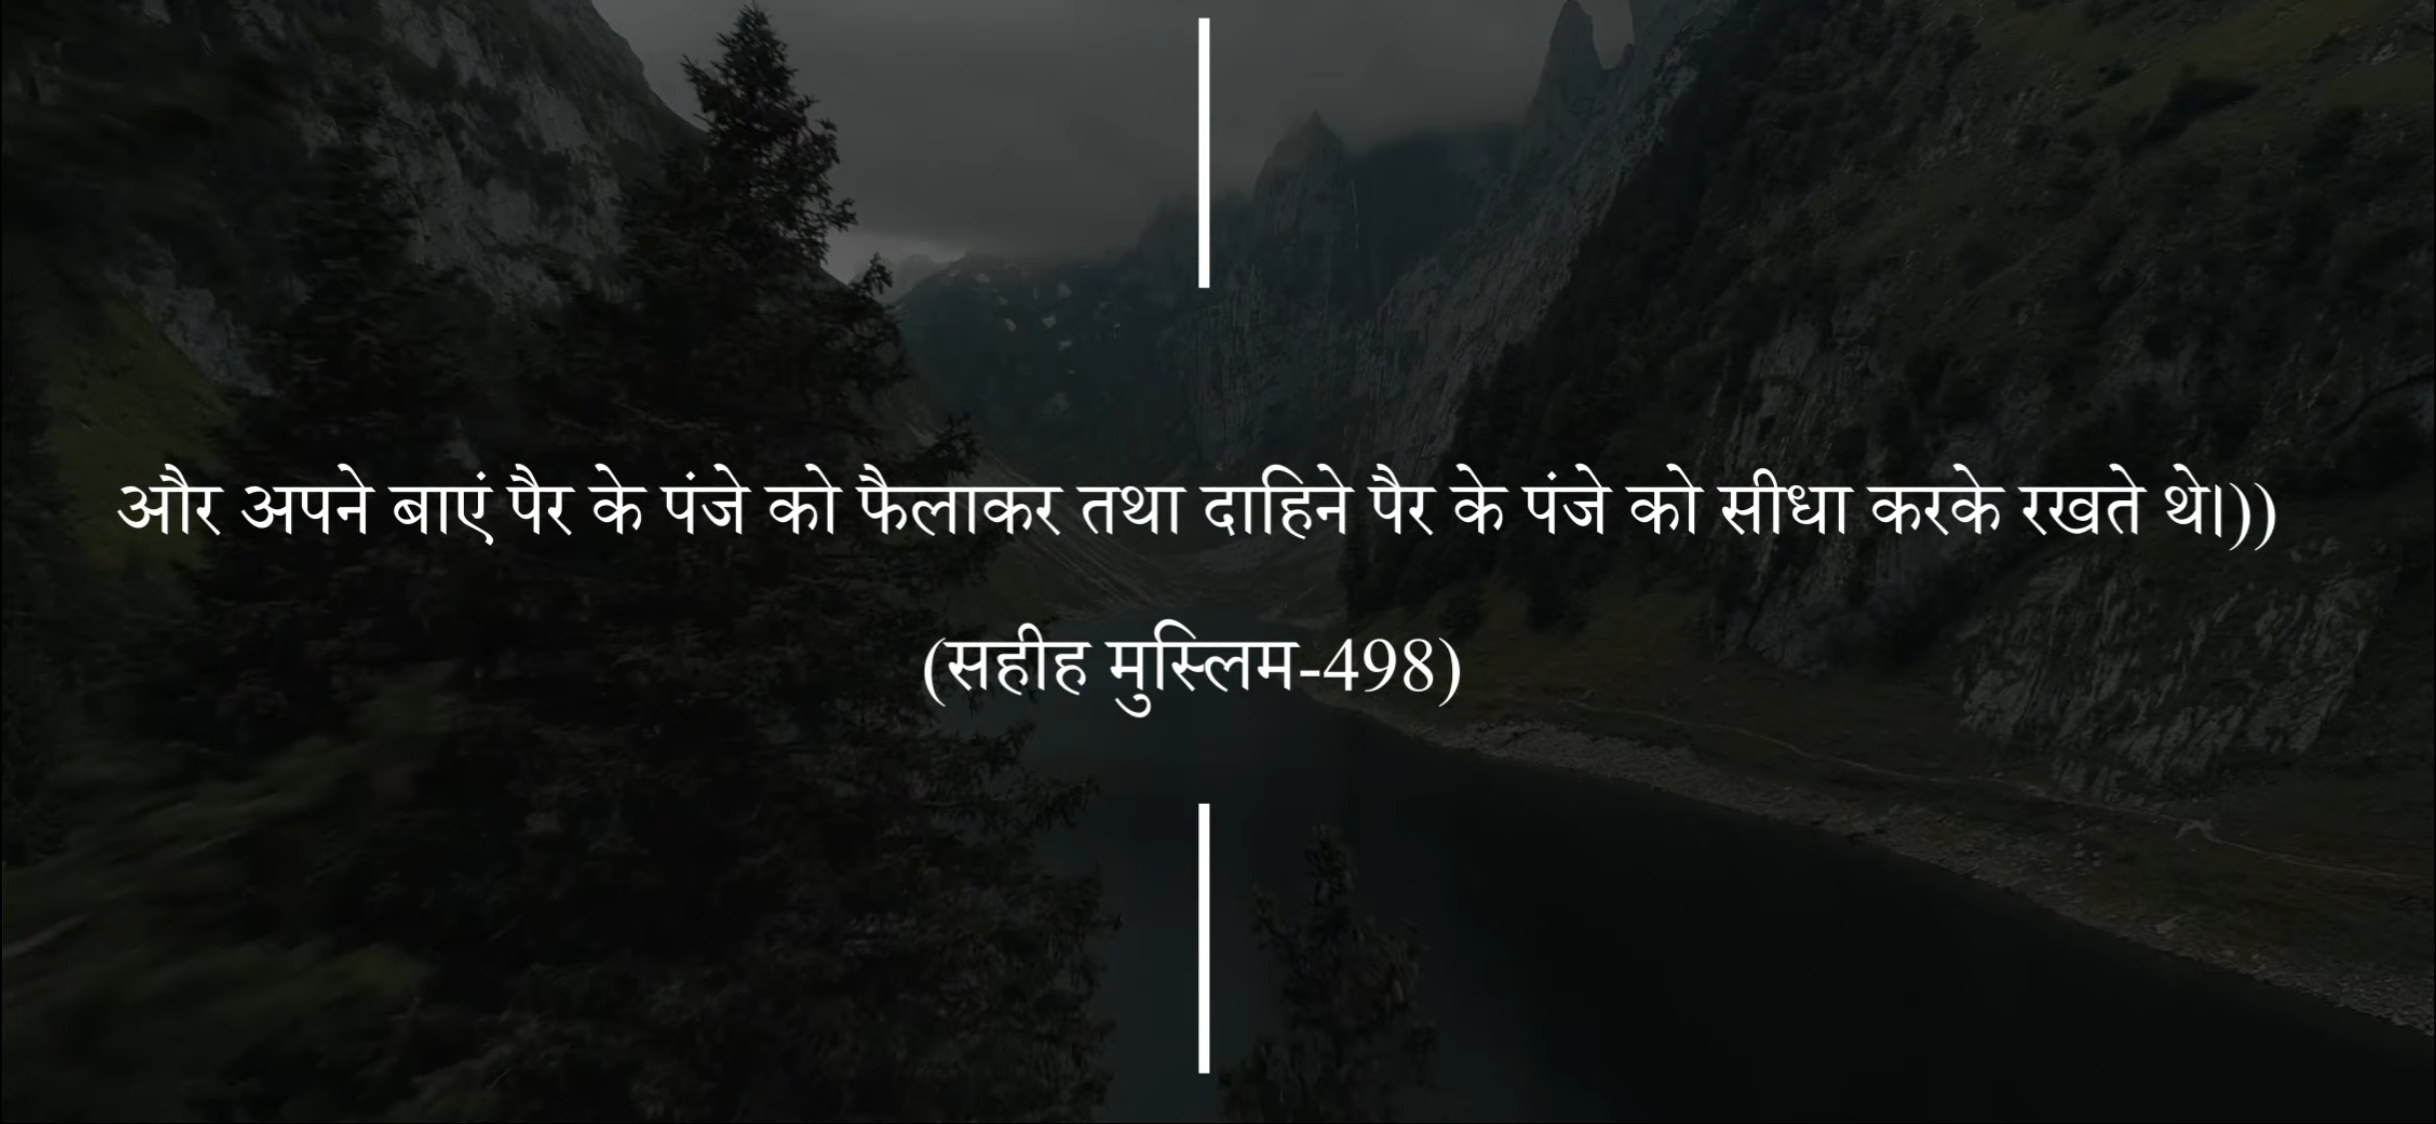 और अपने बाएं पैर के पंजे को फैलाकर तथा दाहिने पैर के पंजे को सीधा करके रखते थे।))
(सहीह मुस्लिम-498)